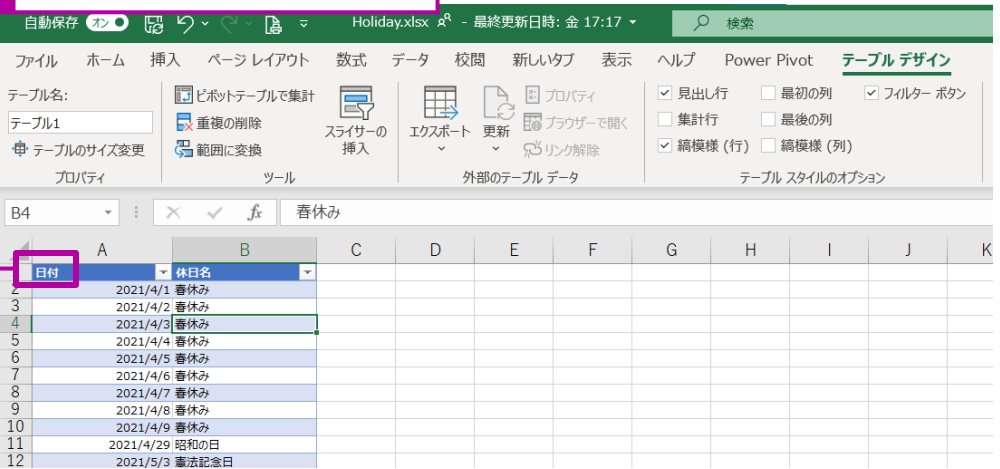 自動保存 オン Holiday.xlsx - 最終更新日時: 金 17:17 検索
ファイル ホーム 挿入 ページ レイアウト 数式 データ 校閲 新しいタブ 表示 ヘルプ Power Pivot テーブル デザイン
テーブル名:
テーブル1
テーブルのサイズ変更
プロパティ
ピボットテーブルで集計
重複の削除
範囲に変換
スライサーの
挿入
ツール
エクスポート
更新
プロパティ
ブラウザーで開く
リンク解除
外部のテーブル データ
見出し行 最初の列 フィルター ボタン
集計行 最後の列
縞模様 (行) 縞模様 (列)
テーブル スタイルのオプション
B4 fx 春休み
A B C D E F G H I J K
日付 休日名
2 2021/4/1 春休み
3 2021/4/2 春休み
4 2021/4/3 春休み
5 2021/4/4 春休み
6 2021/4/5 春休み
7 2021/4/6 春休み
8 2021/4/7 春休み
9 2021/4/8 春休み
10 2021/4/9 春休み
11 2021/4/29 昭和の日
12 2021/5/3 憲法記念日